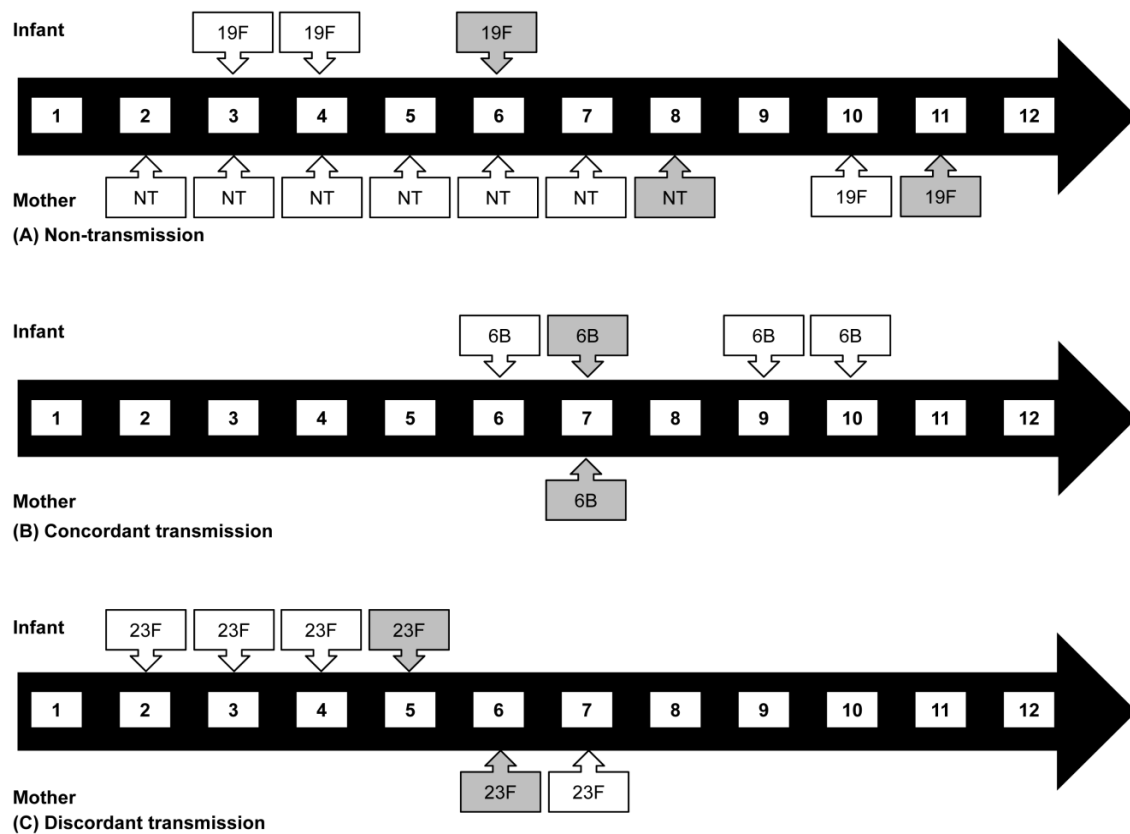 Infant
19F 19F 19F
1 2 3 4 5 6 7 8 9 10 11 12
NT NT NT NT NT NT NT 19F 19F
Mother
(A) Non-transmission
Infant
6B 6B 6B 6B
1 2 3 4 5 6 7 8 9 10 11 12
6B
Mother
(B) Concordant transmission
Infant
23F 23F 23F 23F
1 2 3 4 5 6 7 8 9 10 11 12
23F 23F
Mother
(C) Discordant transmission